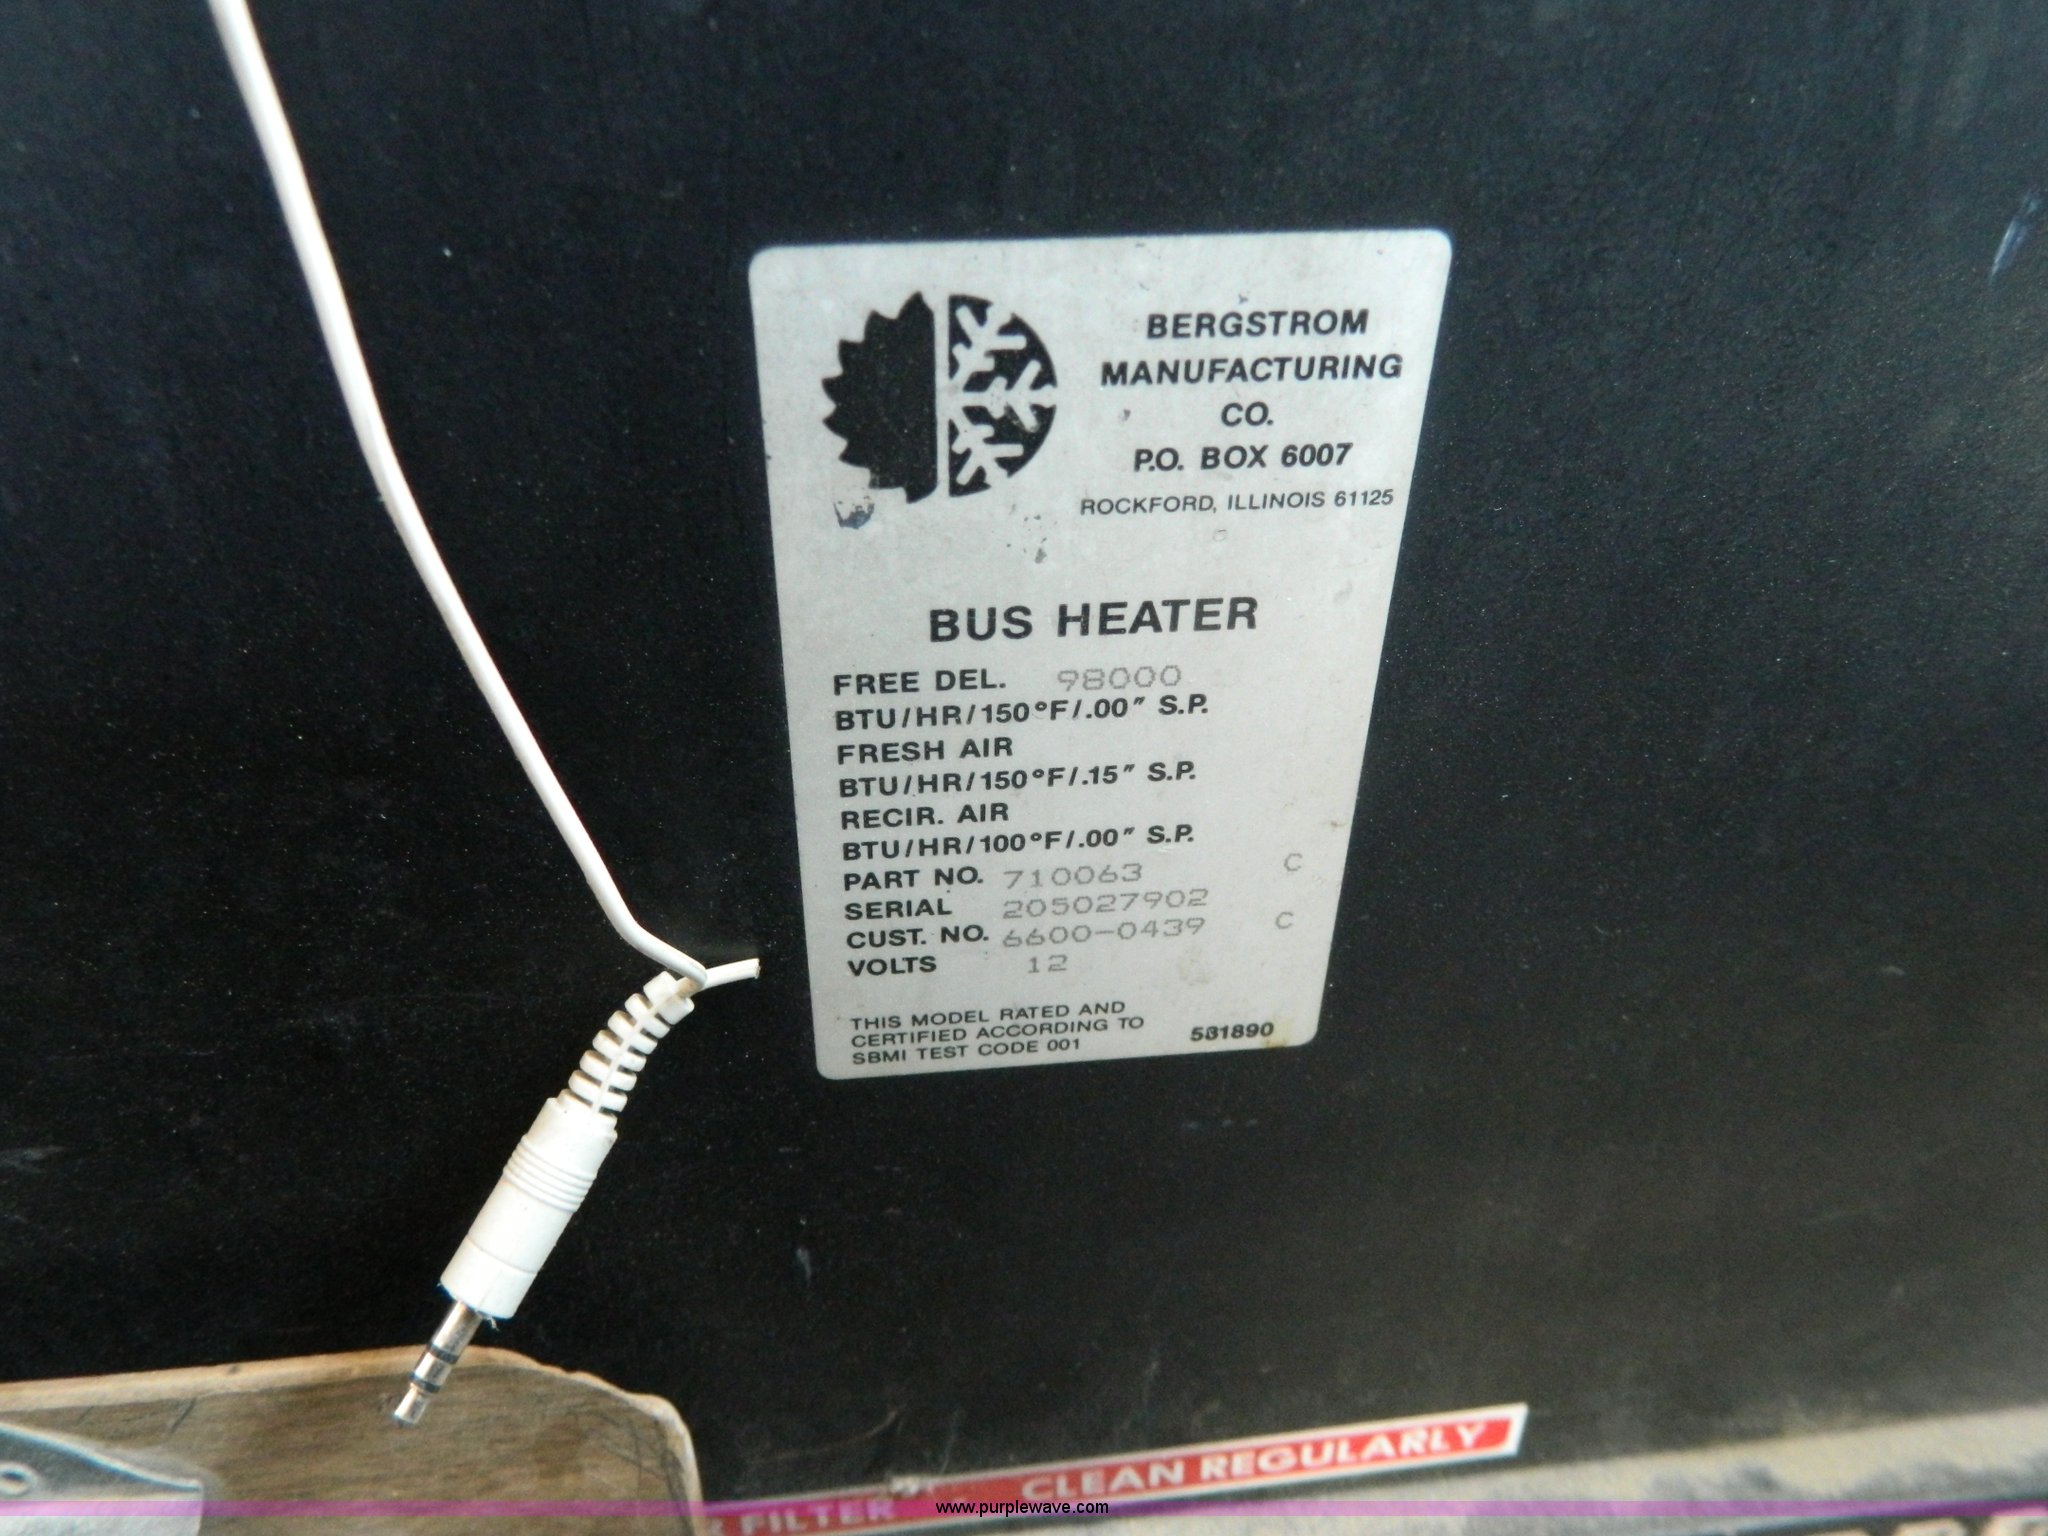 BERGSTROM
MANUFACTURING
CO.
P.O. BOX 6007
ROCKFORD, ILLINOIS 61125
BUS HEATER
FREE DEL. 98000
BTU/HR/150°F/.00" S.P.
FRESH AIR
BTU/HR/150°F/.15" S.P.
RECIR. AIR
BTU/HR/100°F/.00" S.P.
PART NO. 710063 C
SERIAL 205027902
CUST. NO. 6600-0439 C
VOLTS 12
THIS MODEL RATED AND
CERTIFIED ACCORDING TO
SBMI TEST CODE 001
531890
FILTER CLEAN REGULARLY
www.purplewave.com